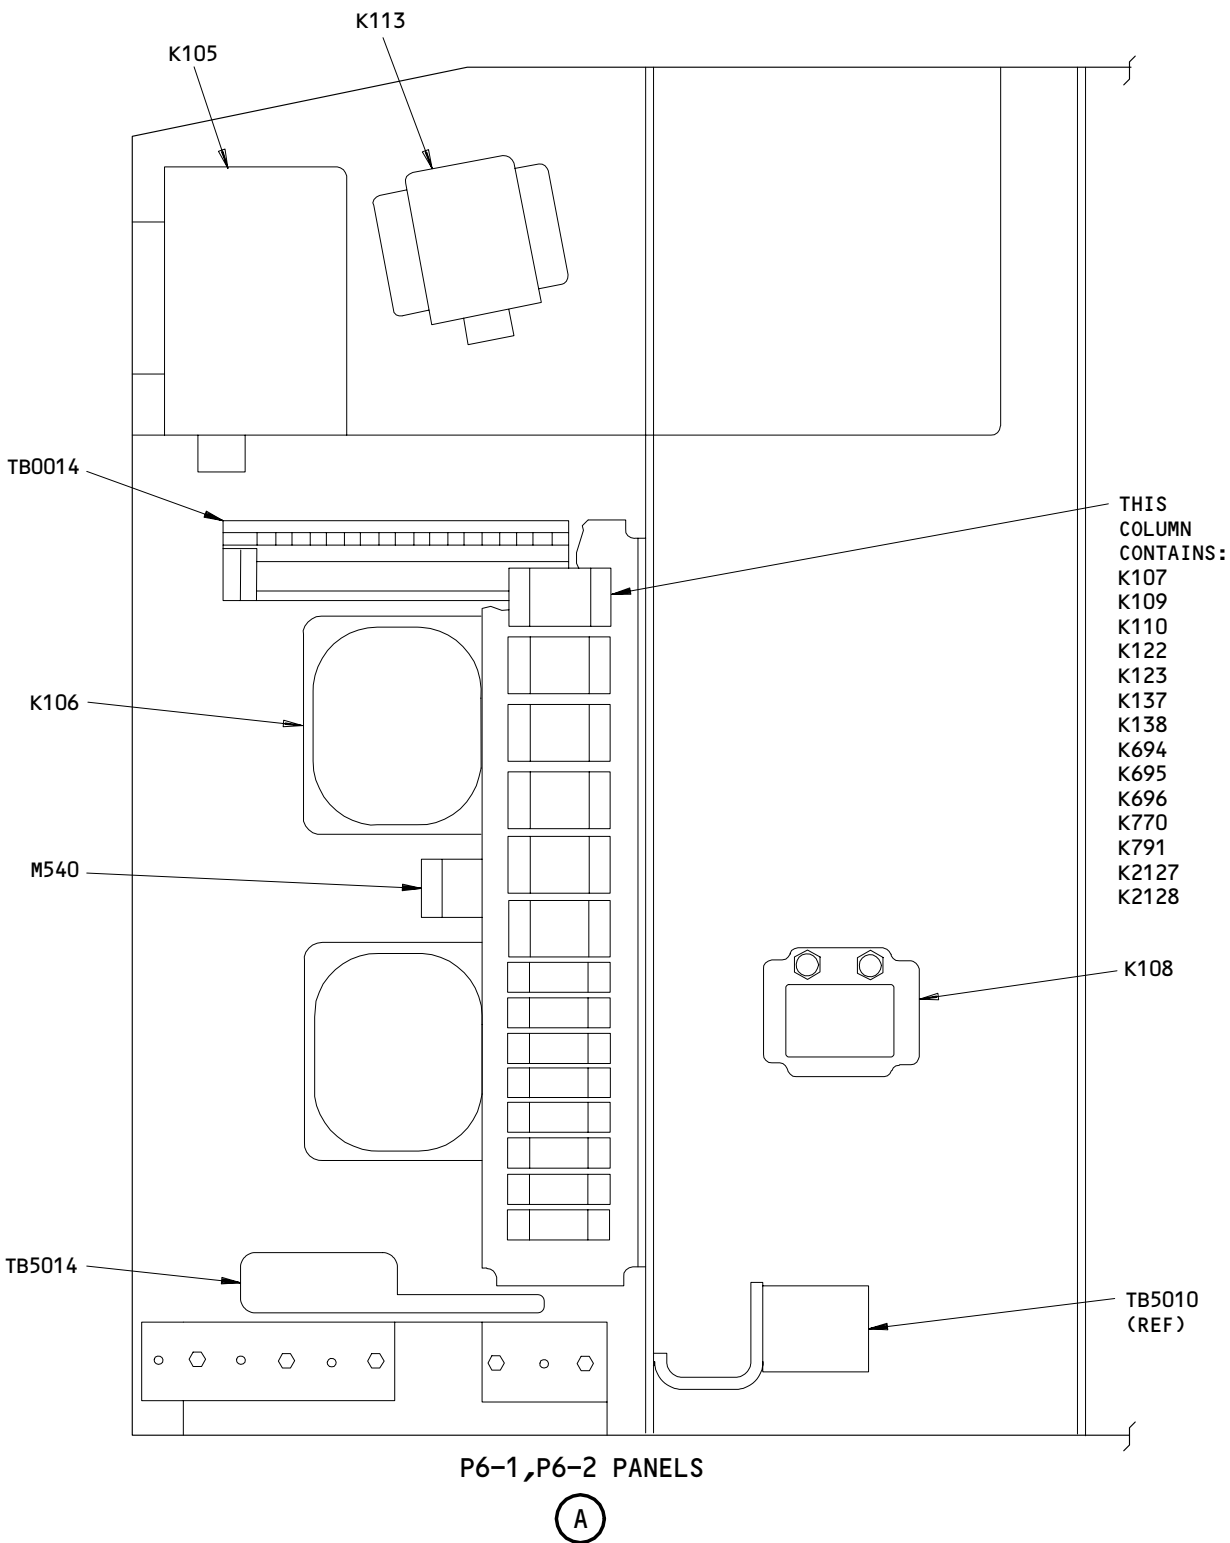 K113
K105
TB0014
THIS
COLUMN
CONTAINS:
K107
K109
K110
K122
K123
K137
K138
K694
K695
K696
K770
K791
K2127
K2128
K106
M540
K108
TB5014
TB5010
(REF)
P6-1,P6-2 PANELS
A